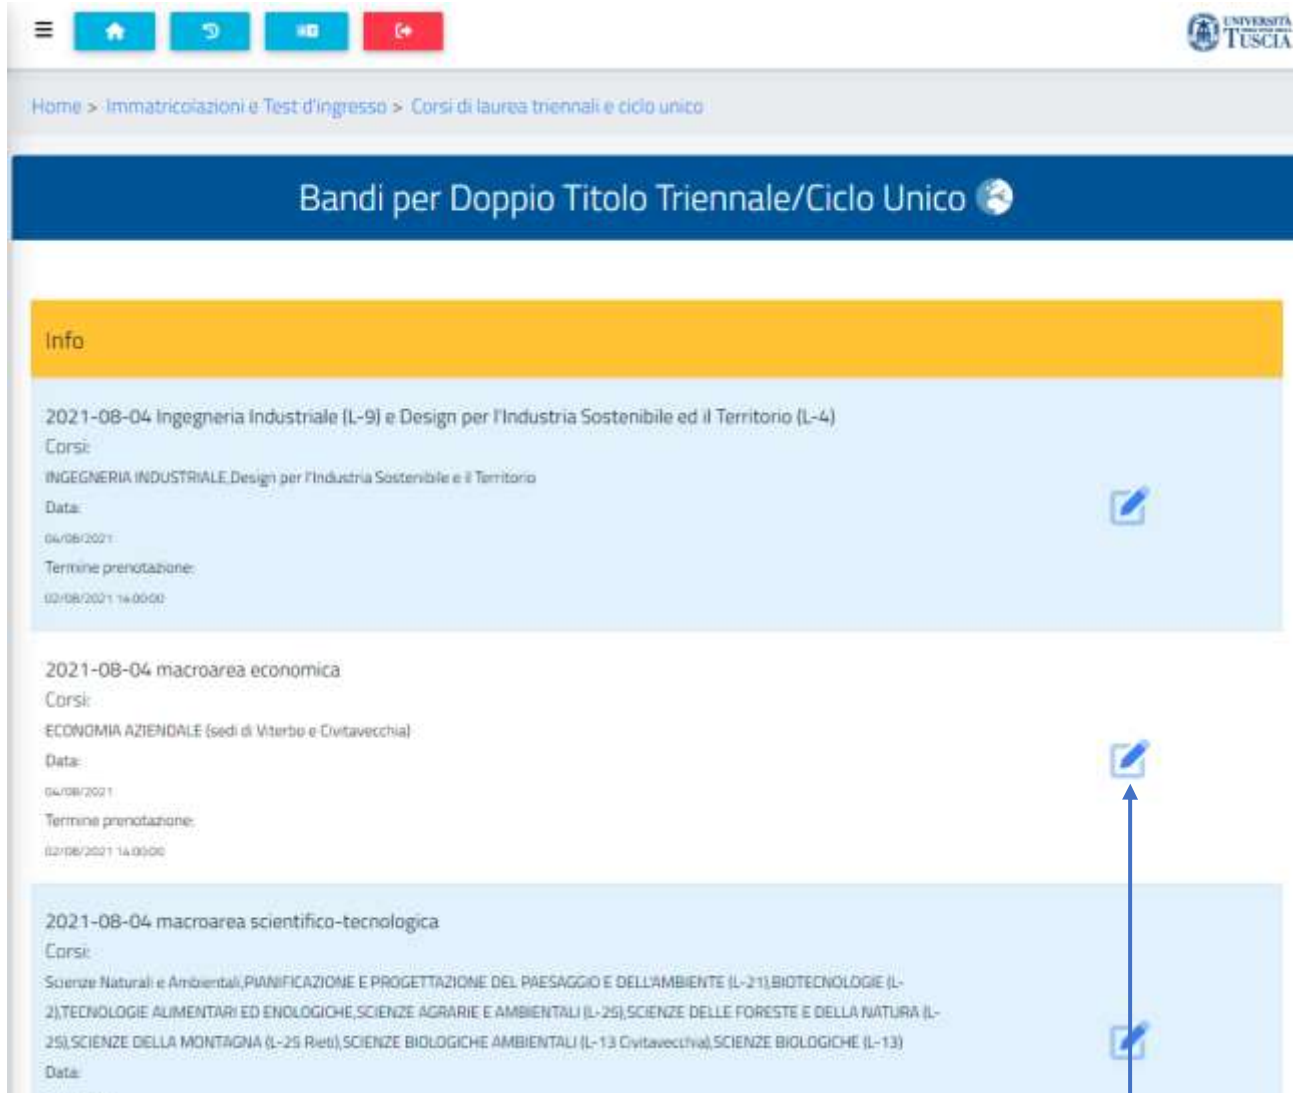 UNIVERSITÀ
TUSCIA
Home > Immatricolazioni e Test d'ingresso > Corsi di laurea triennali e ciclo unico
Bandi per Doppio Titolo Triennale/Ciclo Unico
Info
2021-08-04 Ingegneria Industriale (L-9) e Design per l'Industria Sostenibile ed il Territorio (L-4)
Corsi:
INGEGNERIA INDUSTRIALE,Design per l'Industria Sostenibile e il Territorio
Data:
04/08/2021
Termine prenotazione:
02/08/2021 14:00:00
2021-08-04 macroarea economica
Corsi:
ECONOMIA AZIENDALE (sedi di Viterbo e Civitavecchia)
Data:
04/08/2021
Termine prenotazione:
02/08/2021 14:00:00
2021-08-04 macroarea scientifico-tecnologica
Corsi:
Scienze Naturali e Ambientali,PIANIFICAZIONE E PROGETTAZIONE DEL PAESAGGIO E DELL'AMBIENTE (L-21),BIOTECNOLOGIE (L-
2),TECNOLOGIE ALIMENTARI ED ENOLOGICHE,SCIENZE AGRARIE E AMBIENTALI (L-25),SCIENZE DELLE FORESTE E DELLA NATURA (L-
25),SCIENZE DELLA MONTAGNA (L-25 Rieti),SCIENZE BIOLOGICHE AMBIENTALI (L-13 Civitavecchia),SCIENZE BIOLOGICHE (L-13)
Data: